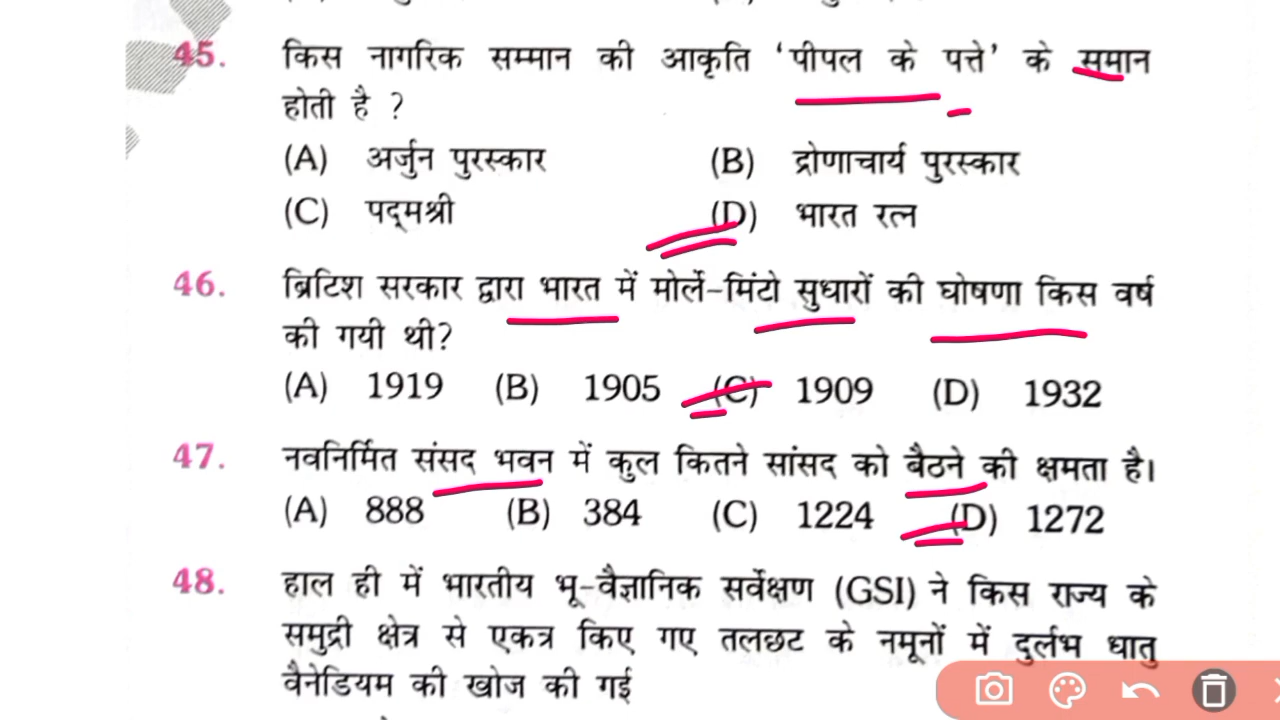 45. किस नागरिक सम्मान की आकृति ‘पीपल के पत्ते’ के समान
होती है ?
(A) अर्जुन पुरस्कार (B) द्रोणाचार्य पुरस्कार
(C) पद्मश्री (D) भारत रत्न
46. ब्रिटिश सरकार द्वारा भारत में मोर्ले-मिंटो सुधारों की घोषणा किस वर्ष
की गयी थी?
(A) 1919 (B) 1905 (C) 1909 (D) 1932
47. नवनिर्मित संसद भवन में कुल कितने सांसद को बैठने की क्षमता है।
(A) 888 (B) 384 (C) 1224 (D) 1272
48. हाल ही में भारतीय भू-वैज्ञानिक सर्वेक्षण (GSI) ने किस राज्य के
समुद्री क्षेत्र से एकत्र किए गए तलछट के नमूनों में दुर्लभ धातु
वैनेडियम की खोज की गई